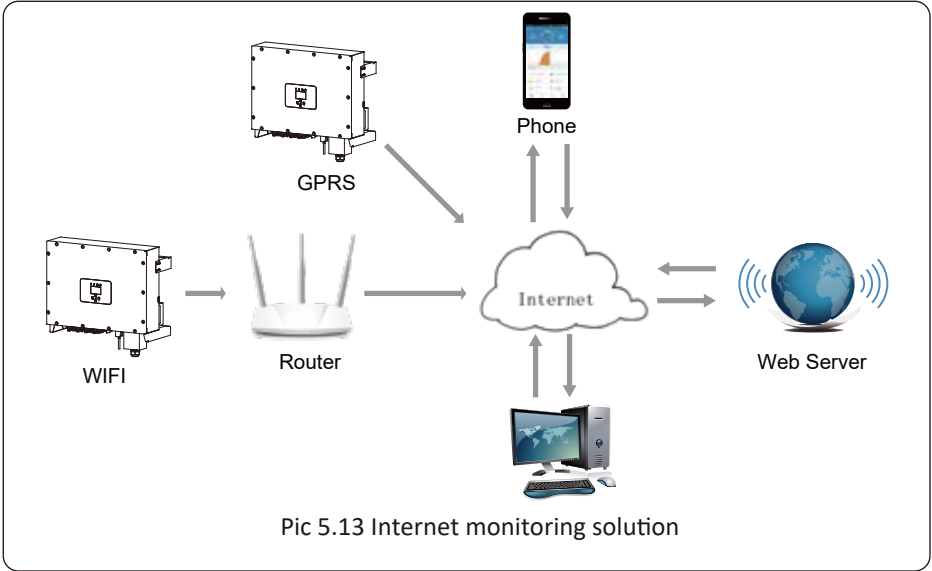 Phone
GPRS
Internet
WIFI
Router
Web Server
Pic 5.13 Internet monitoring solution